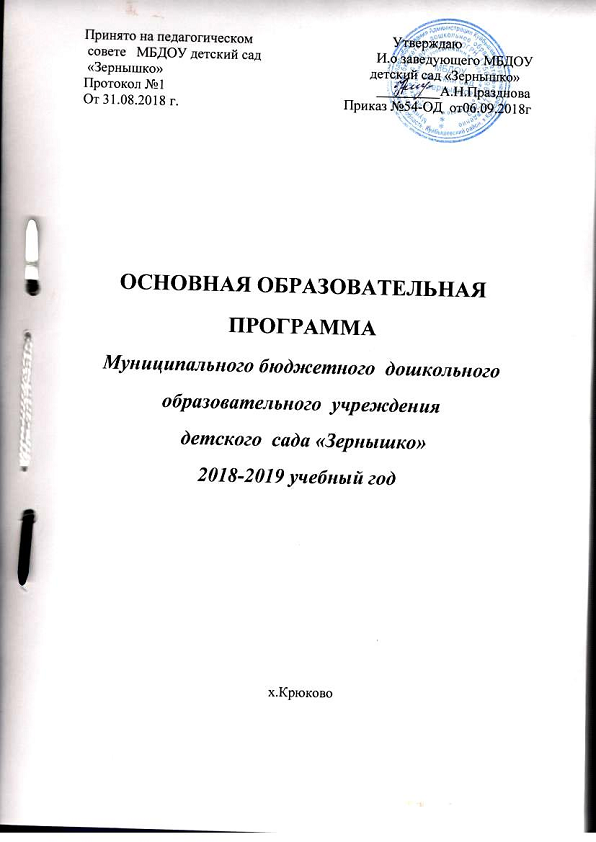 Принято на педагогическом
совете МБДОУ детский сад
«Зернышко»
Протокол №1
От 31.08.2018 г.
Утверждаю
И.о заведующего МБДОУ
детский сад «Зернышко»
А.Н.Празднова
Приказ №54-ОД от06.09.2018г
ОСНОВНАЯ ОБРАЗОВАТЕЛЬНАЯ
ПРОГРАММА
Муниципального бюджетного дошкольного
образовательного учреждения
детского сада «Зернышко»
2018-2019 учебный год
х.Крюково